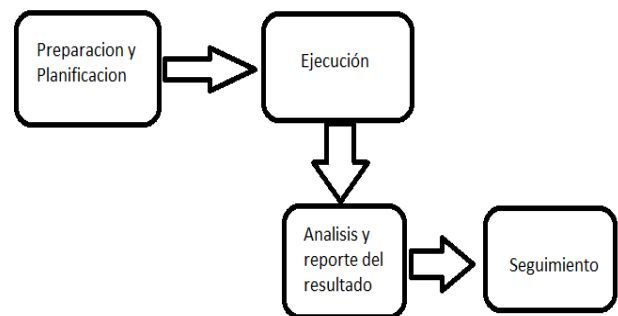 Preparacion y
Planificacion
Ejecución
Analisis y
reporte del
resultado
Seguimiento